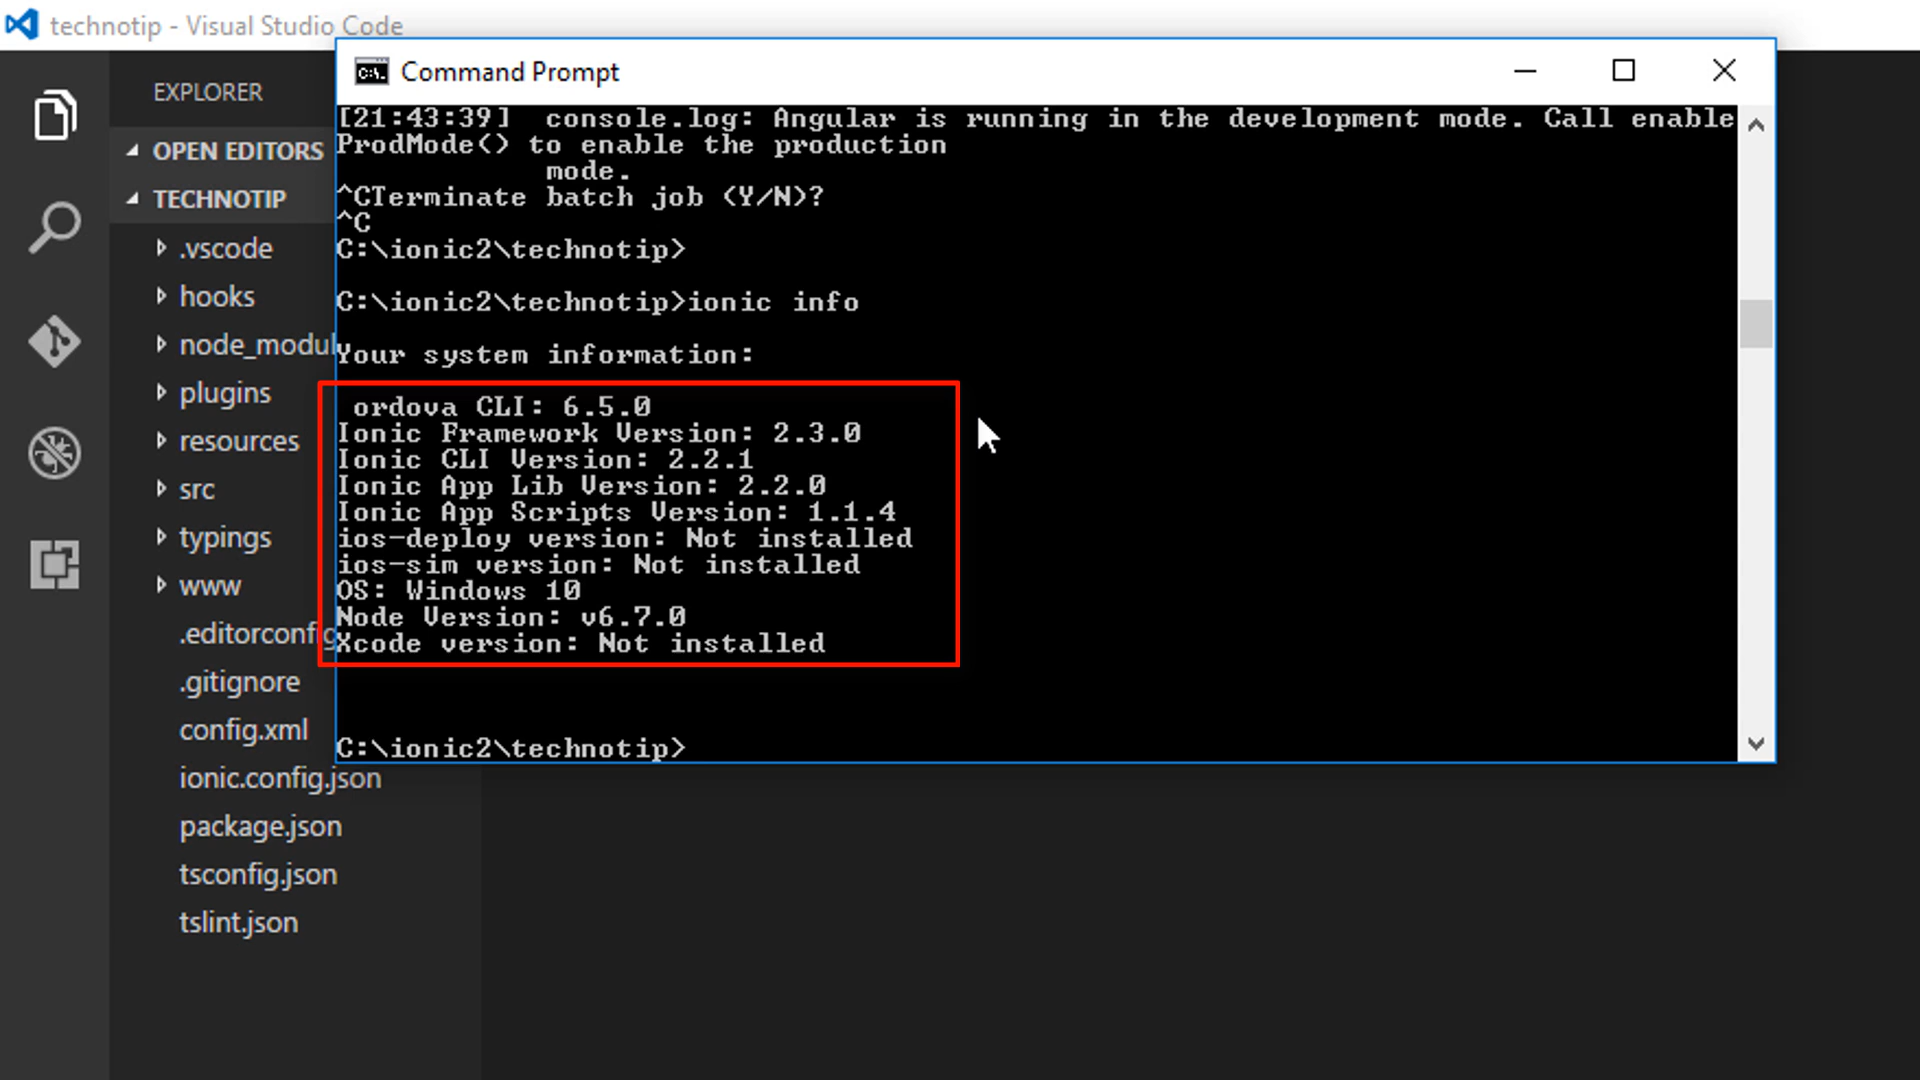 technotip - Visual Studio Code
EXPLORER
OPEN EDITORS
TECHNOTIP
.vscode
hooks
node_modul
plugins
resources
src
typings
www
.editorconfig
.gitignore
config.xml
ionic.config.json
package.json
tsconfig.json
tslint.json
C:\.
Command Prompt
[21:43:39]  console.log: Angular is running in the development mode. Call enable
ProdMode() to enable the production
            mode.
^CTerminate batch job (Y/N)?
^C
C:\ionic2\technotip>
C:\ionic2\technotip>ionic info
Your system information:
 ordova CLI: 6.5.0
Ionic Framework Version: 2.3.0
Ionic CLI Version: 2.2.1
Ionic App Lib Version: 2.2.0
Ionic App Scripts Version: 1.1.4
ios-deploy version: Not installed
ios-sim version: Not installed
OS: Windows 10
Node Version: v6.7.0
Xcode version: Not installed
C:\ionic2\technotip>